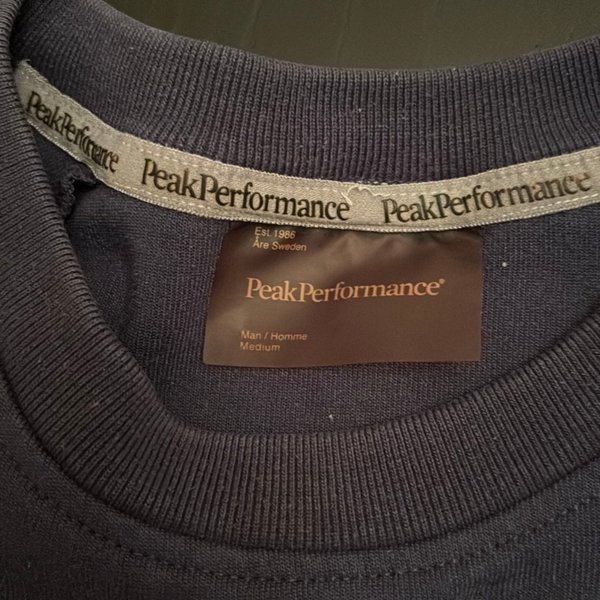 PeakPerformance PeakPerformance PeakPerformance
Est. 1986
Åre Sweden
PeakPerformance®
Man / Homme
Medium